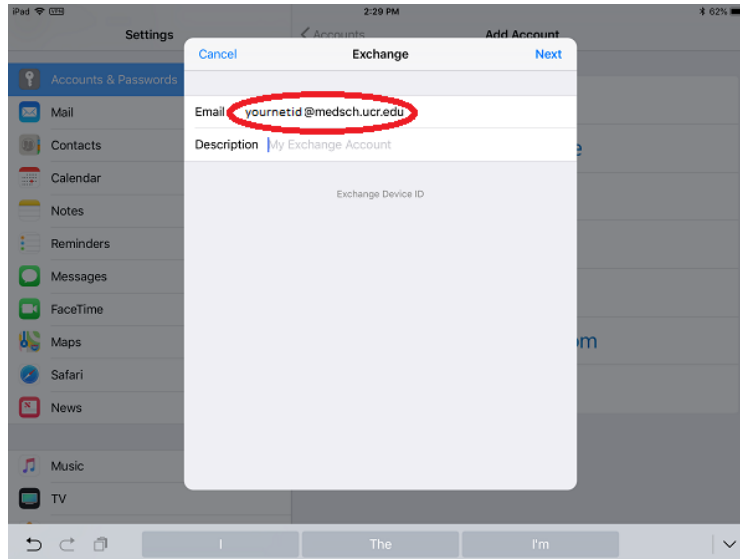 iPad VPN 2:29 PM 62%
Settings
Accounts
Add Account
Cancel Exchange Next
Accounts & Passwords
Mail
Email yournetid@medsch.ucr.edu
Contacts
Description My Exchange Account
Calendar
Exchange Device ID
Notes
Reminders
Messages
FaceTime
Maps
om
Safari
News
Music
TV
I The I'm